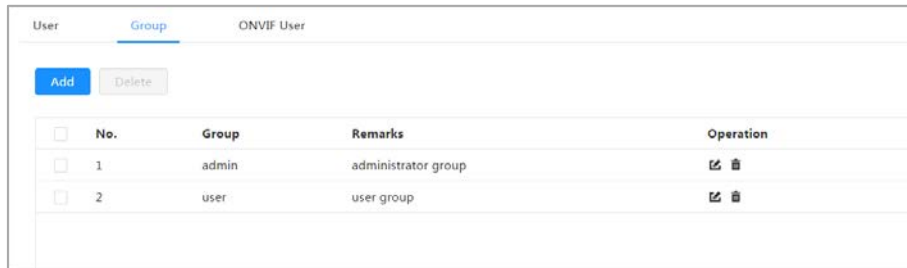 User Group ONVIF User
Add Delete
No. Group Remarks Operation
1 admin administrator group
2 user user group